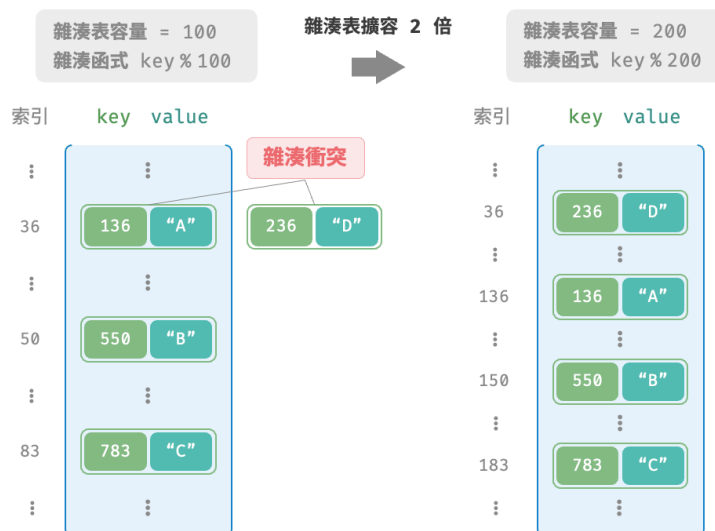 雜湊表容量 = 100
雜湊函式 key % 100
雜湊表擴容 2 倍
雜湊表容量 = 200
雜湊函式 key % 200
索引 key value
雜湊衝突
36 136 “A” 236 “D”
50 550 “B”
83 783 “C”
索引 key value
36 236 “D”
136 136 “A”
150 550 “B”
183 783 “C”